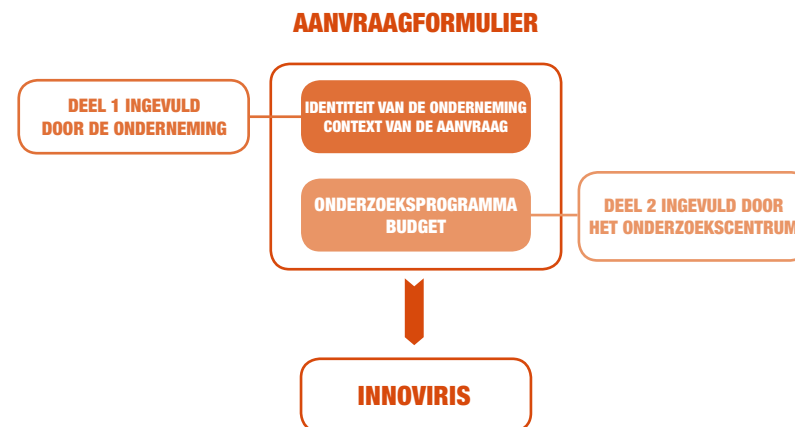 AANVRAAGFORMULIER
DEEL 1 INGEVULD
DOOR DE ONDERNEMING
IDENTITEIT VAN DE ONDERNEMING
CONTEXT VAN DE AANVRAAG
ONDERZOEKSPROGRAMMA
BUDGET
DEEL 2 INGEVULD DOOR
HET ONDERZOEKSCENTRUM
INNOVIRIS